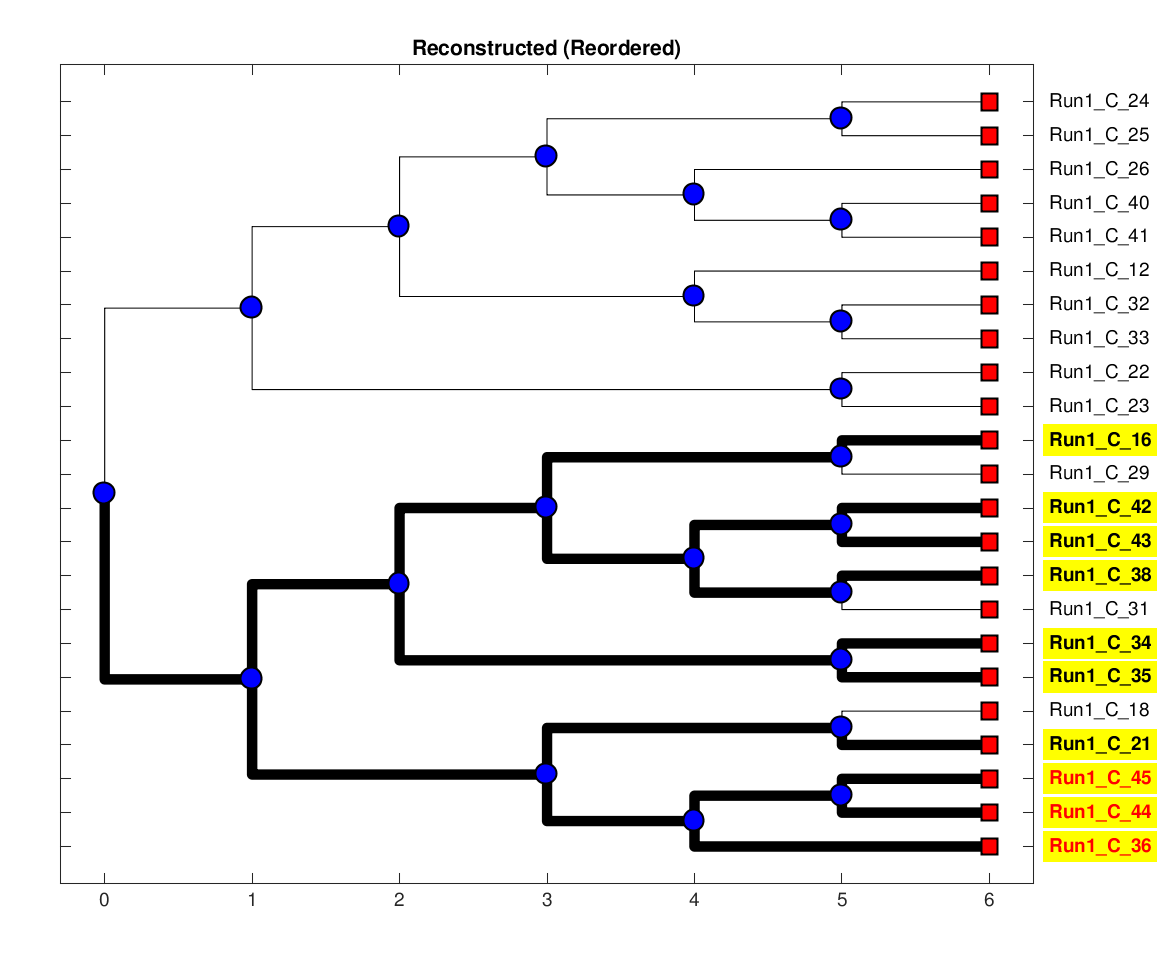 Reconstructed (Reordered)
Run1_C_24
Run1_C_25
Run1_C_26
Run1_C_40
Run1_C_41
Run1_C_12
Run1_C_32
Run1_C_33
Run1_C_22
Run1_C_23
Run1_C_16
Run1_C_29
Run1_C_42
Run1_C_43
Run1_C_38
Run1_C_31
Run1_C_34
Run1_C_35
Run1_C_18
Run1_C_21
Run1_C_45
Run1_C_44
Run1_C_36
0 1 2 3 4 5 6